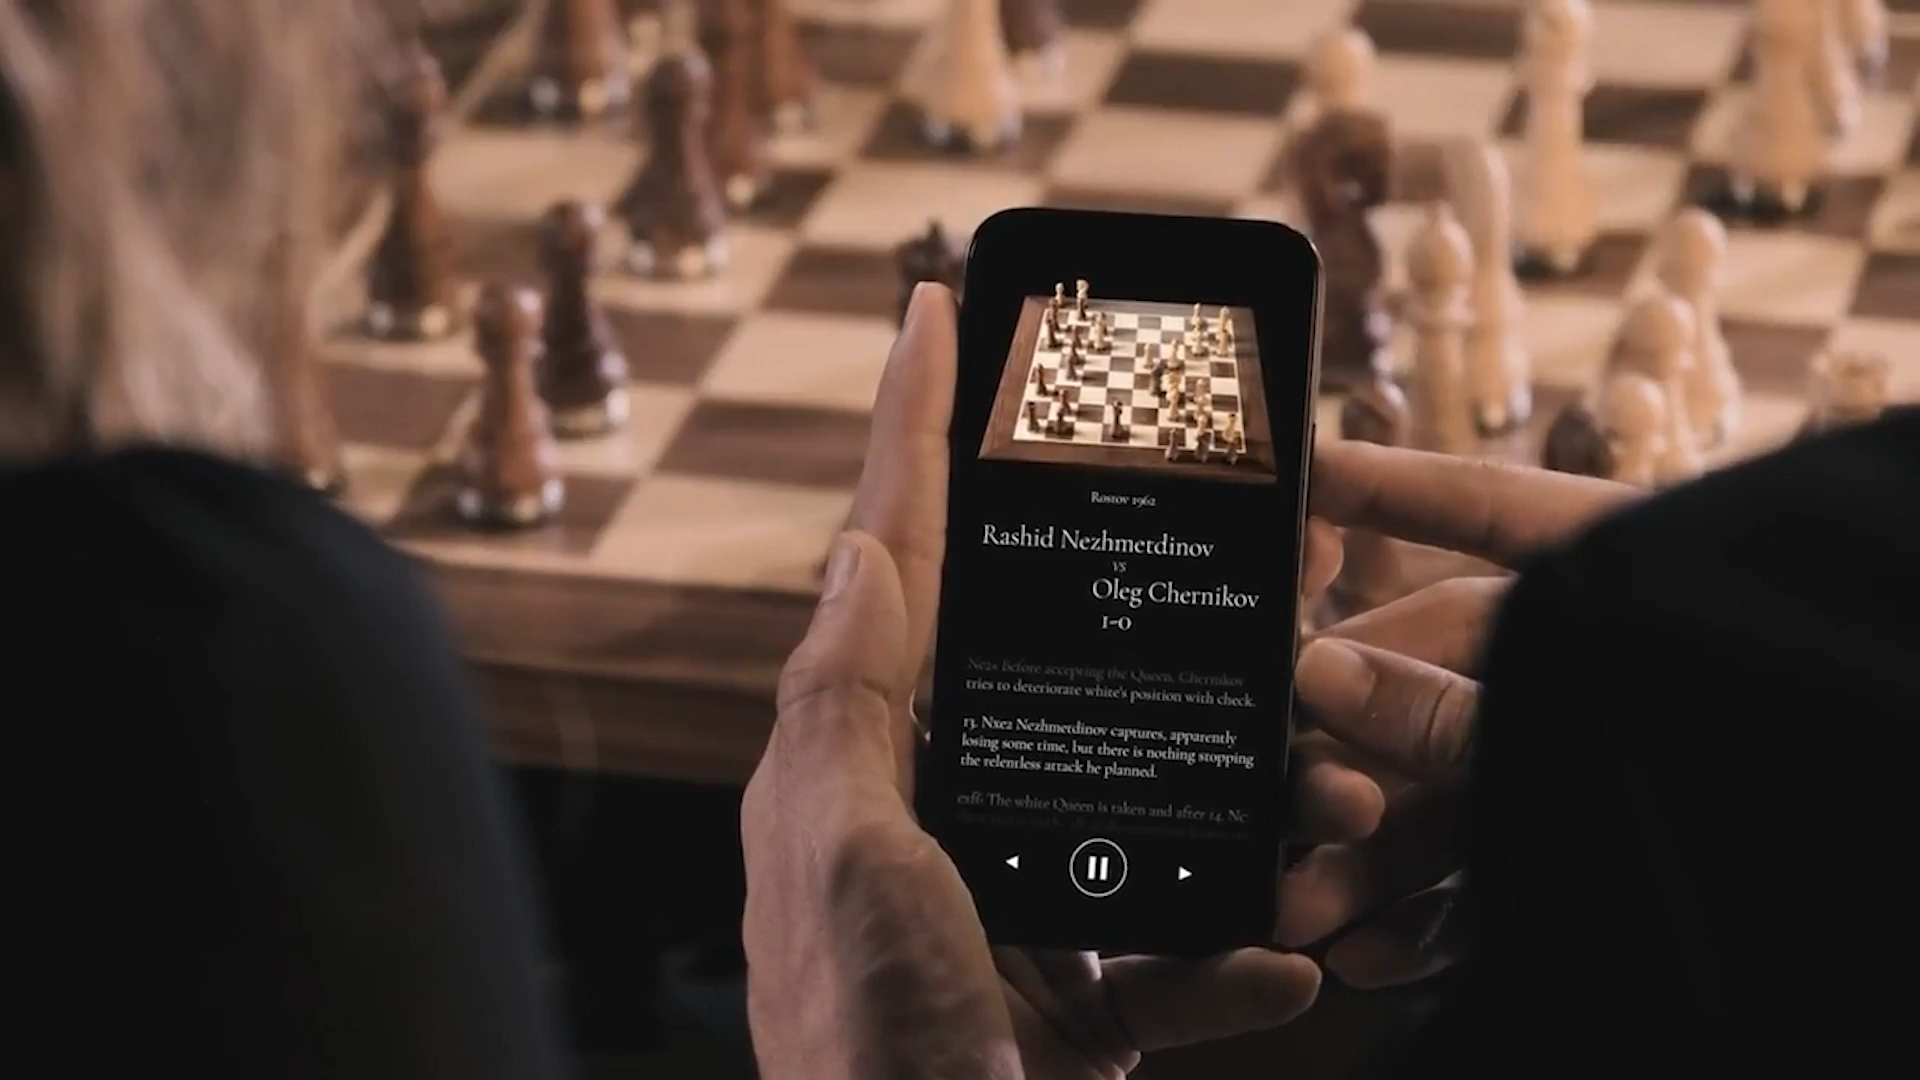 Rostov 1962
Rashid Nezhmetdinov
vs
Oleg Chernikov
1-0
Ne2+ Before accepting the Queen, Chernikov
tries to deteriorate white's position with check.
13. Nxe2 Nezhmetdinov captures, apparently
losing some time, but there is nothing stopping
the relentless attack he planned.
exf6 The white Queen is taken and after 14. Nc